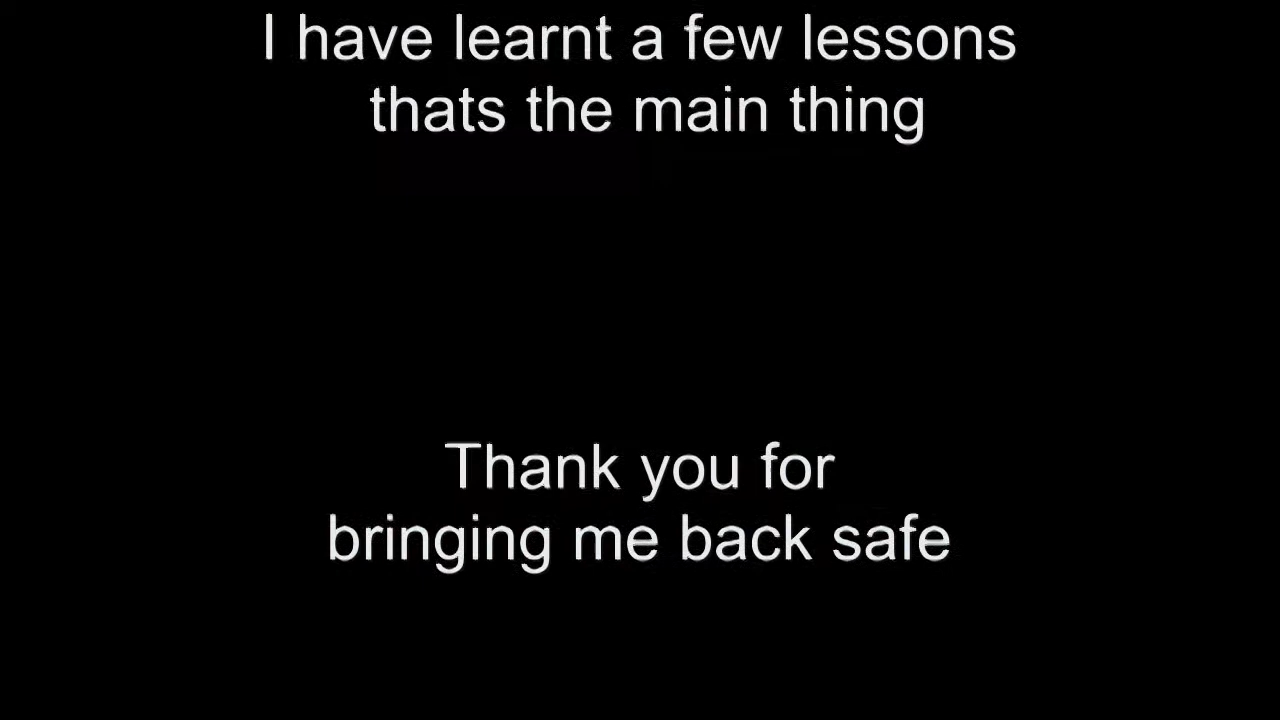 I have learnt a few lessons
thats the main thing
Thank you for
bringing me back safe